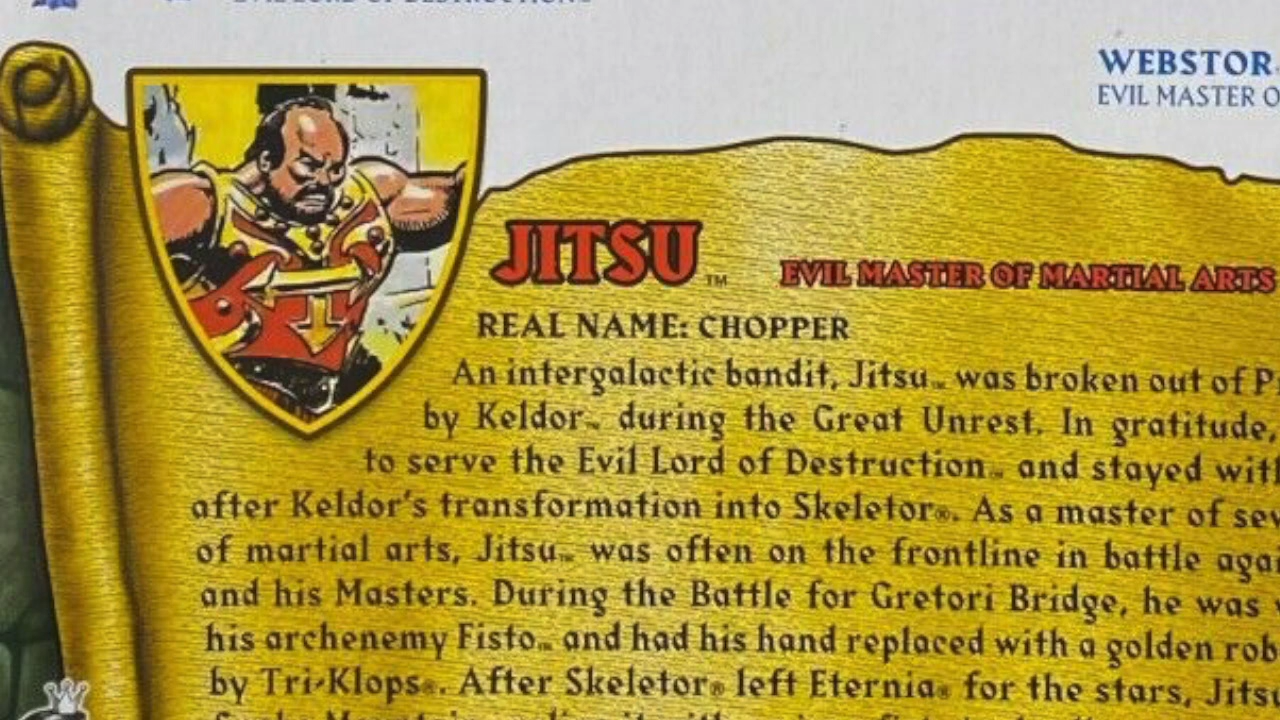 WEBSTOR
EVIL MASTER O
JITSU™ EVIL MASTER OF MARTIAL ARTS
REAL NAME: CHOPPER
An intergalactic bandit, Jitsu™ was broken out of P
by Keldor™ during the Great Unrest. In gratitude,
to serve the Evil Lord of Destruction™ and stayed wit
after Keldor's transformation into Skeletor®. As a master of se
of martial arts, Jitsu™ was often on the frontline in battle aga
and his Masters. During the Battle for Gretori Bridge, he was
his archenemy Fisto™ and had his hand replaced with a golden rob
by Tri-Klops®. After Skeletor® left Eternia® for the stars, Jits